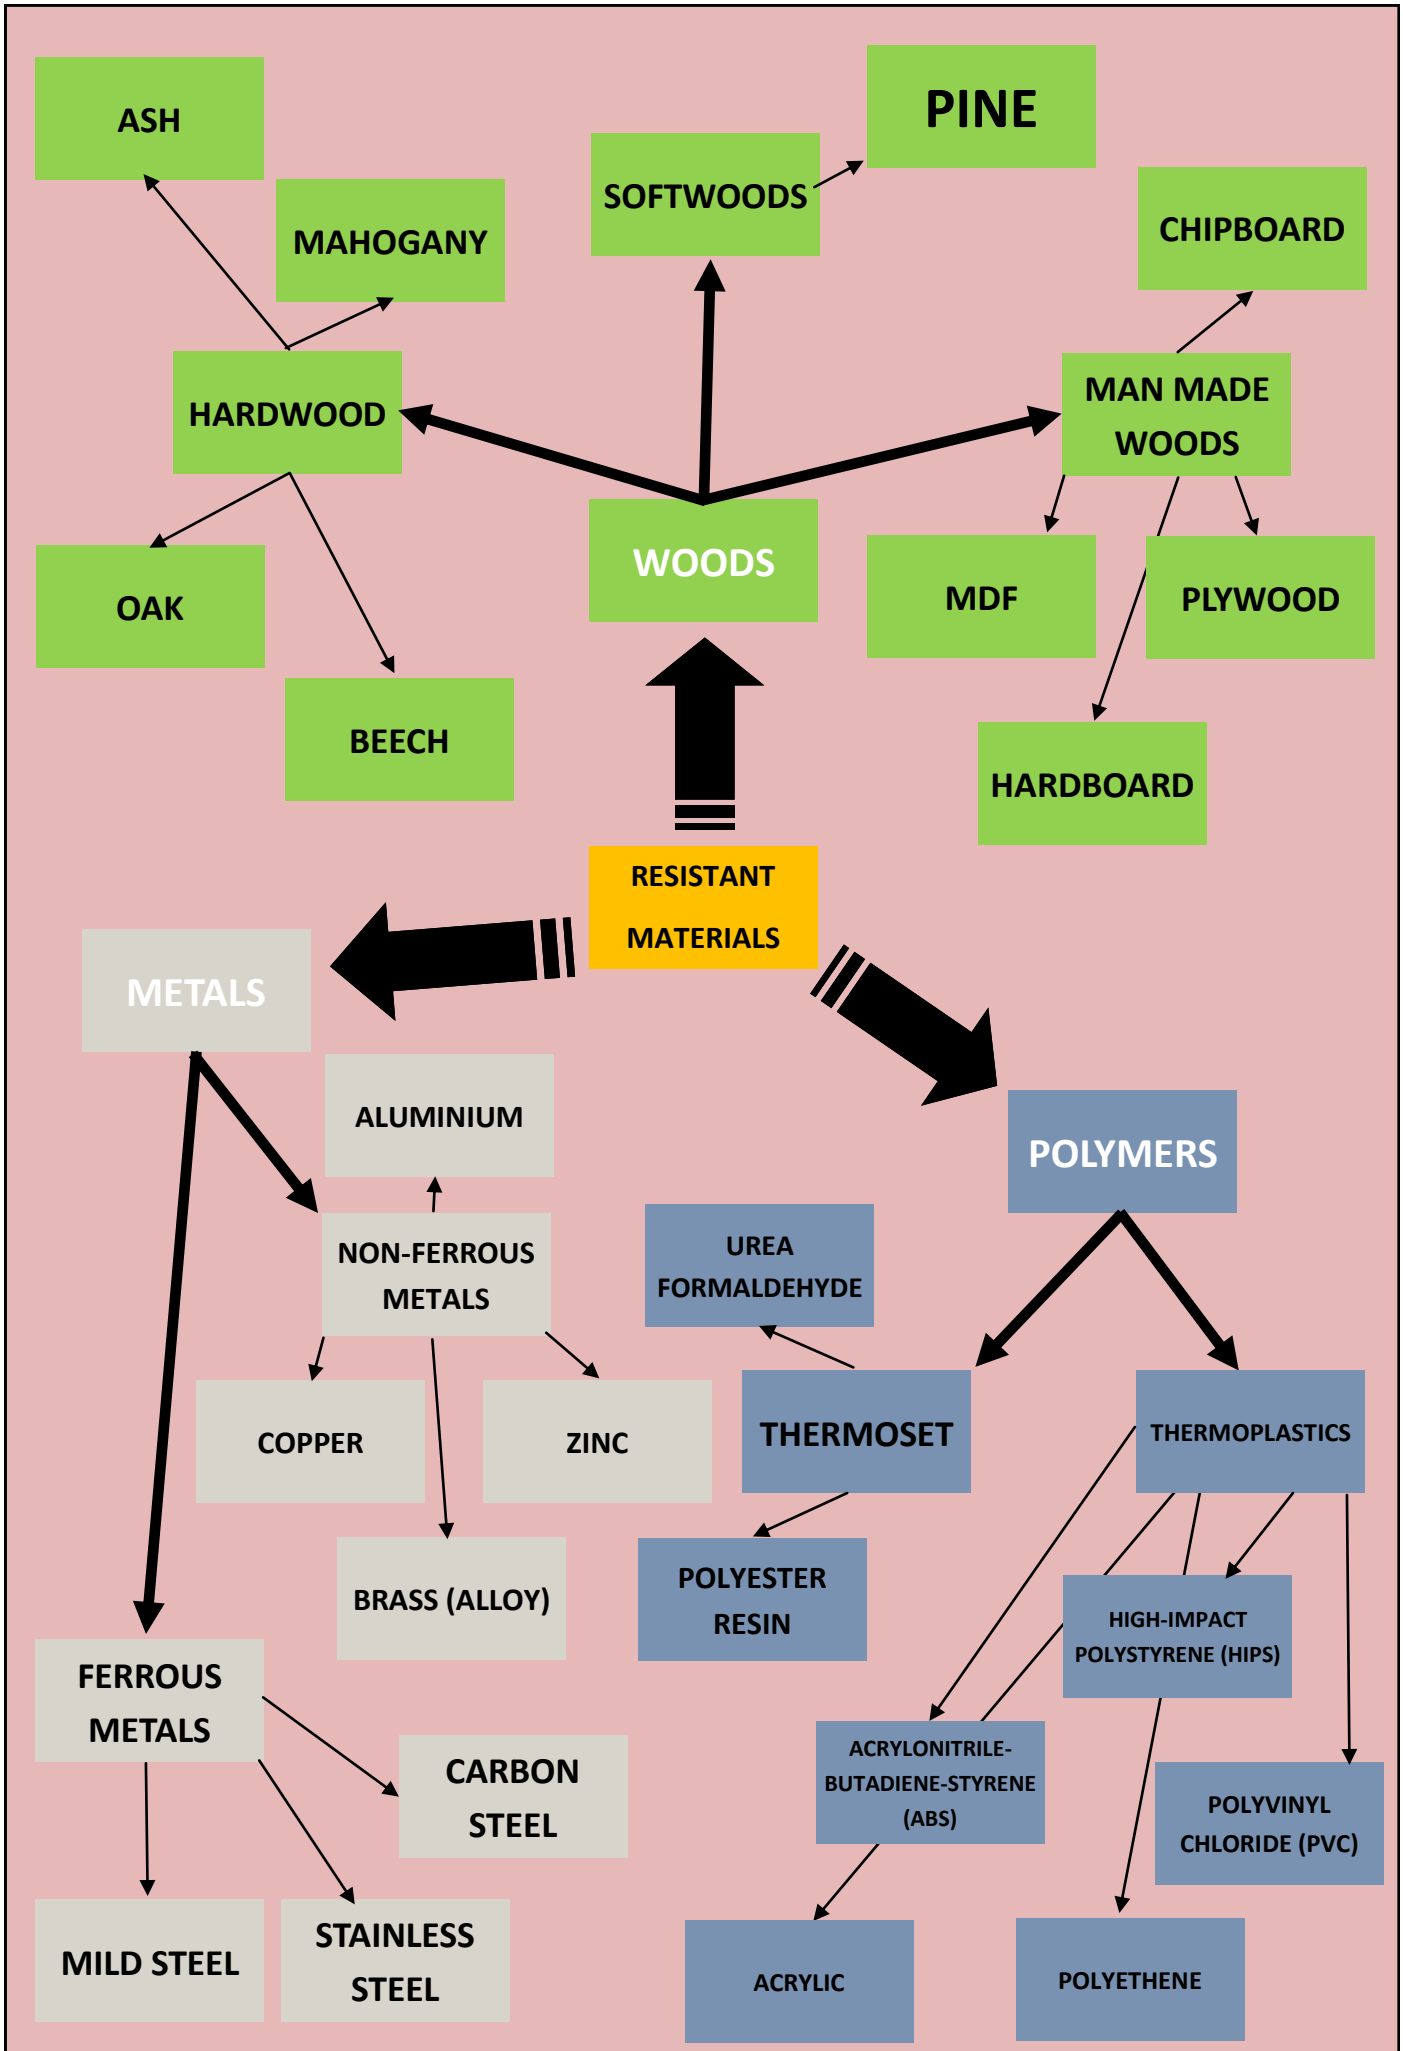 ASH
PINE
SOFTWOODS
MAHOGANY
CHIPBOARD
HARDWOOD
MAN MADE
WOODS
WOODS
OAK
MDF
PLYWOOD
BEECH
HARDBOARD
RESISTANT
MATERIALS
METALS
ALUMINIUM
POLYMERS
NON-FERROUS
METALS
UREA
FORMALDEHYDE
COPPER
ZINC
THERMOSET
THERMOPLASTICS
BRASS (ALLOY)
POLYESTER
RESIN
HIGH-IMPACT
POLYSTYRENE (HIPS)
FERROUS
METALS
CARBON
STEEL
ACRYLONITRILE-
BUTADIENE-STYRENE
(ABS)
POLYVINYL
CHLORIDE (PVC)
MILD STEEL
STAINLESS
STEEL
ACRYLIC
POLYETHENE